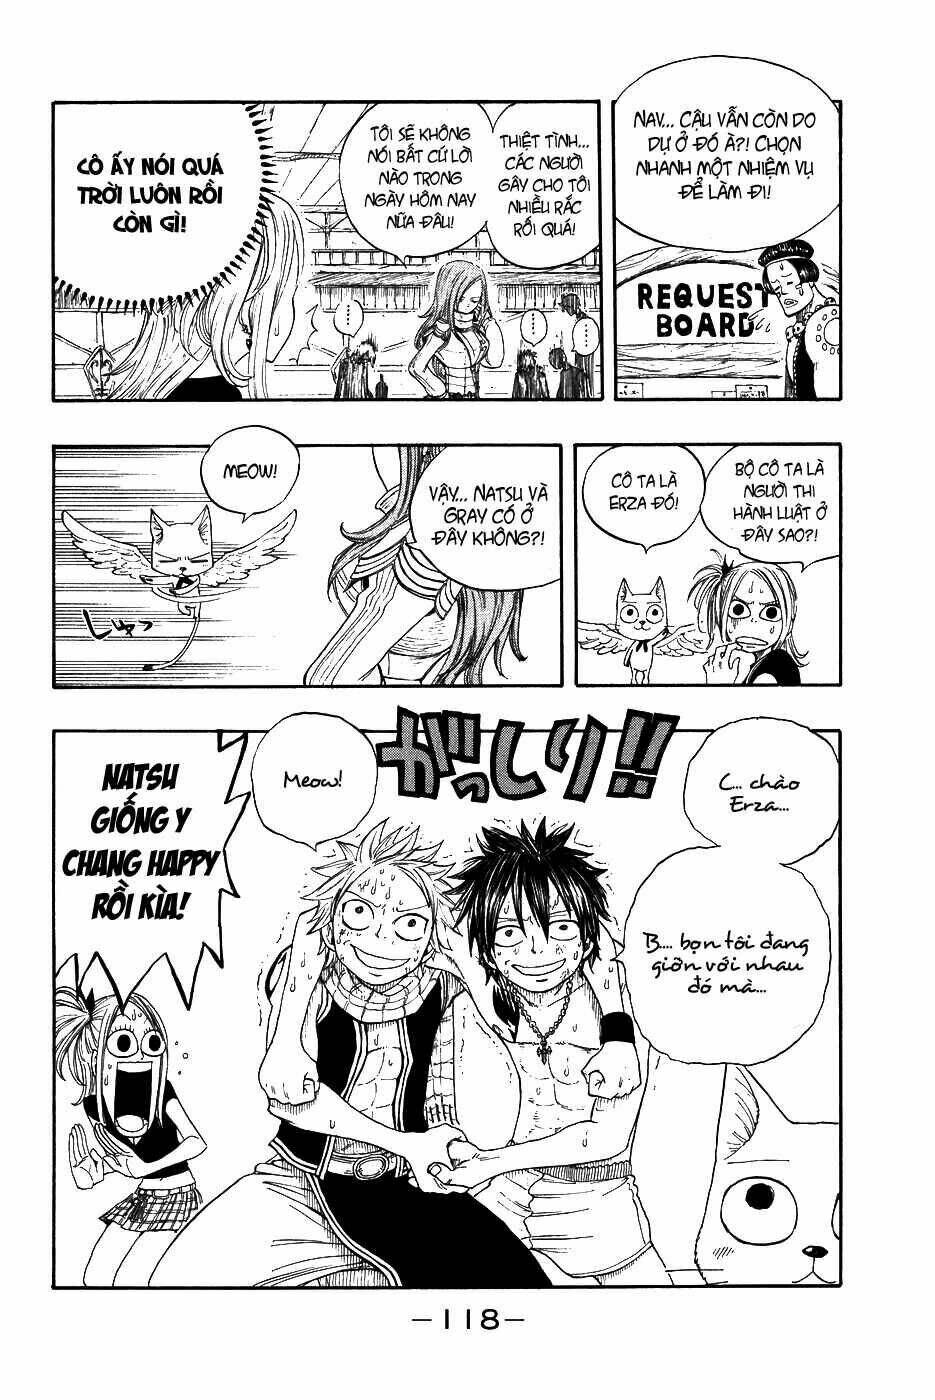 NAV... CẬU VẪN CÒN DO
DỰ Ở ĐÓ À?! CHỌN
NHANH MỘT NHIỆM VỤ
ĐỂ LÀM ĐI!
REQUEST
BOARD
THIỆT TÌNH...
CÁC NGƯỜI
GÂY CHO TÔI
NHIỀU RẮC
RỐI QUÁ!
TÔI SẼ KHÔNG
NÓI BẤT CỨ LỜI
NÀO TRONG
NGÀY HÔM NAY
NỮA ĐÂU!
CÔ ẤY NÓI QUÁ
TRỜI LUÔN RỒI
CÒN GÌ!
BỘ CÔ TA LÀ
NGƯỜI THI
HÀNH LUẬT Ở
ĐÂY SAO?!
CÔ TA LÀ
ERZA ĐÓ!
VẬY... NATSU VÀ
GRAY CÓ Ở
ĐÂY KHÔNG?!
MEOW!
しゅっ
C... chào
Erza...
B.... bọn tôi đang
giỡn với nhau
đó mà...
がっしり!!
Meow!
NATSU
GIỐNG Y
CHANG HAPPY
RỒI KÌA!
-118-